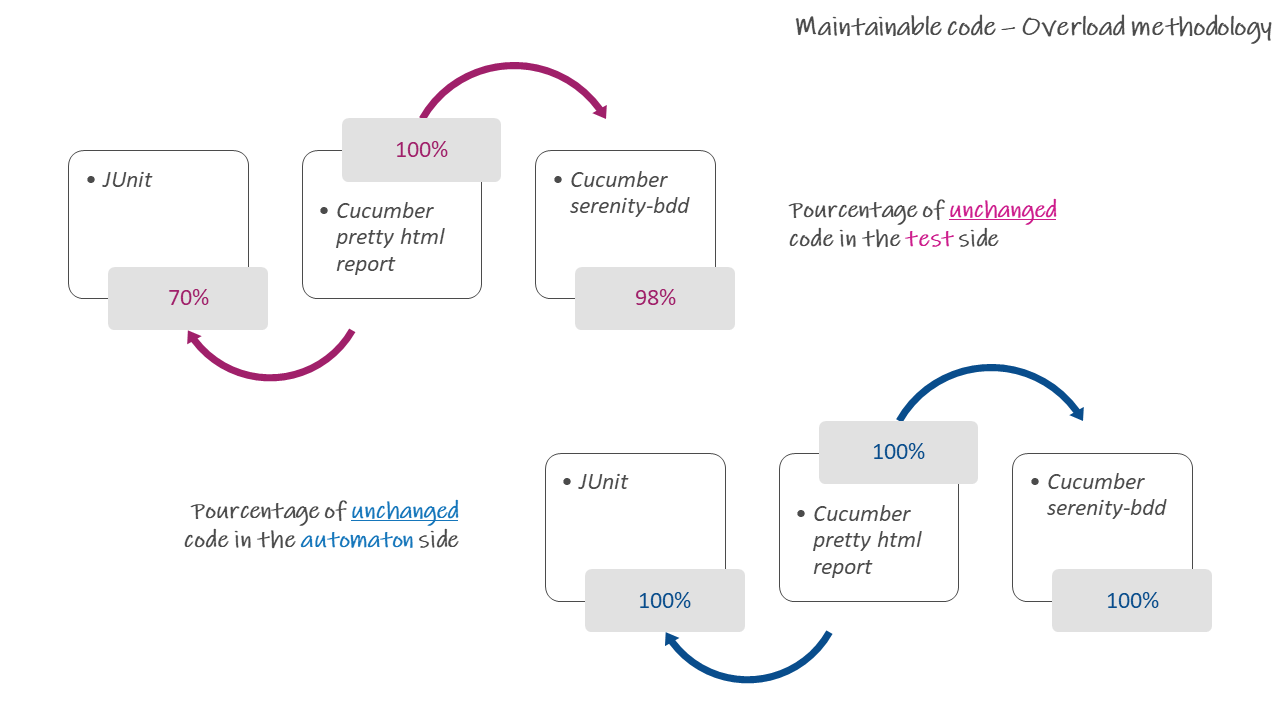 Maintainable code – Overload methodology
100%
• JUnit
• Cucumber
pretty html
report
• Cucumber
serenity-bdd
70%
98%
Pourcentage of unchanged
code in the test side
Pourcentage of unchanged
code in the automaton side
100%
• JUnit
• Cucumber
pretty html
report
• Cucumber
serenity-bdd
100%
100%